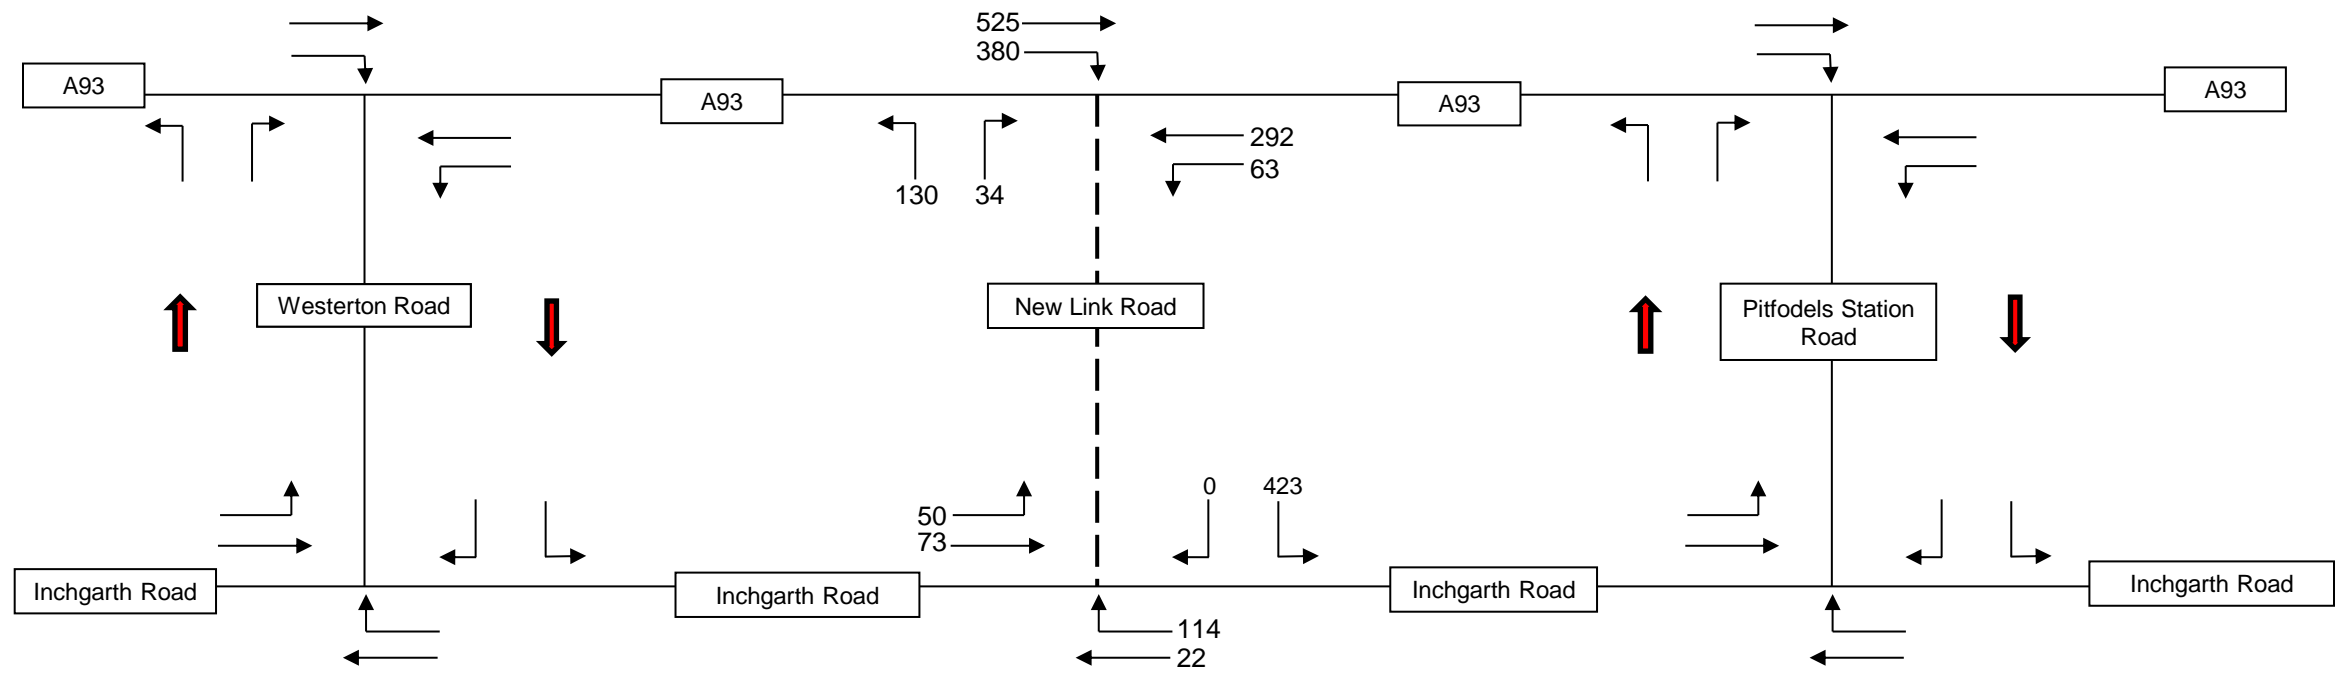 525
380
A93
A93
A93
A93
292
63
130
34
Westerton Road
New Link Road
Pitfodels Station
Road
0
423
50
73
Inchgarth Road
Inchgarth Road
Inchgarth Road
Inchgarth Road
114
22